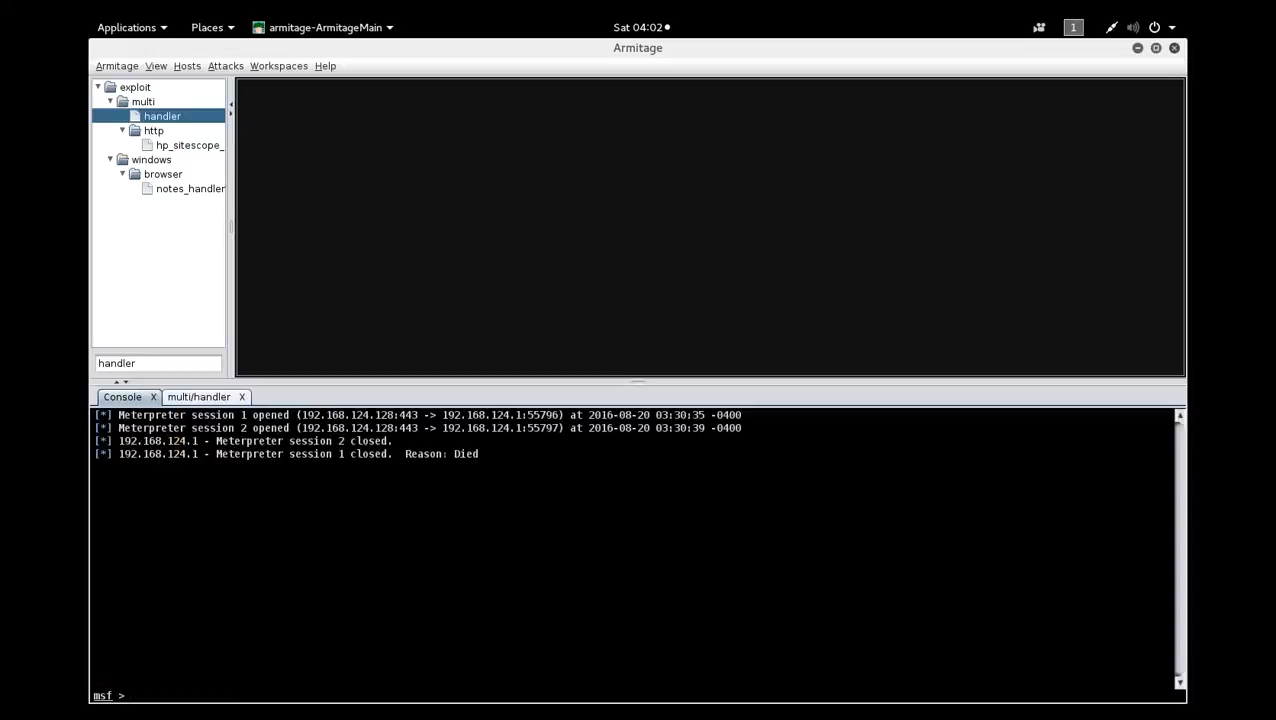 Applications Places armitage-ArmitageMain Sat 04:02 1
Armitage
Armitage View Hosts Attacks Workspaces Help
exploit
multi
handler
http
hp_sitescope_
windows
browser
notes_handler
handler
Console X multi/handler X
[*] Meterpreter session 1 opened (192.168.124.128:443 -> 192.168.124.1:55796) at 2016-08-20 03:30:35 -0400
[*] Meterpreter session 2 opened (192.168.124.128:443 -> 192.168.124.1:55797) at 2016-08-20 03:30:39 -0400
[*] 192.168.124.1 - Meterpreter session 2 closed.
[*] 192.168.124.1 - Meterpreter session 1 closed.  Reason: Died
msf >